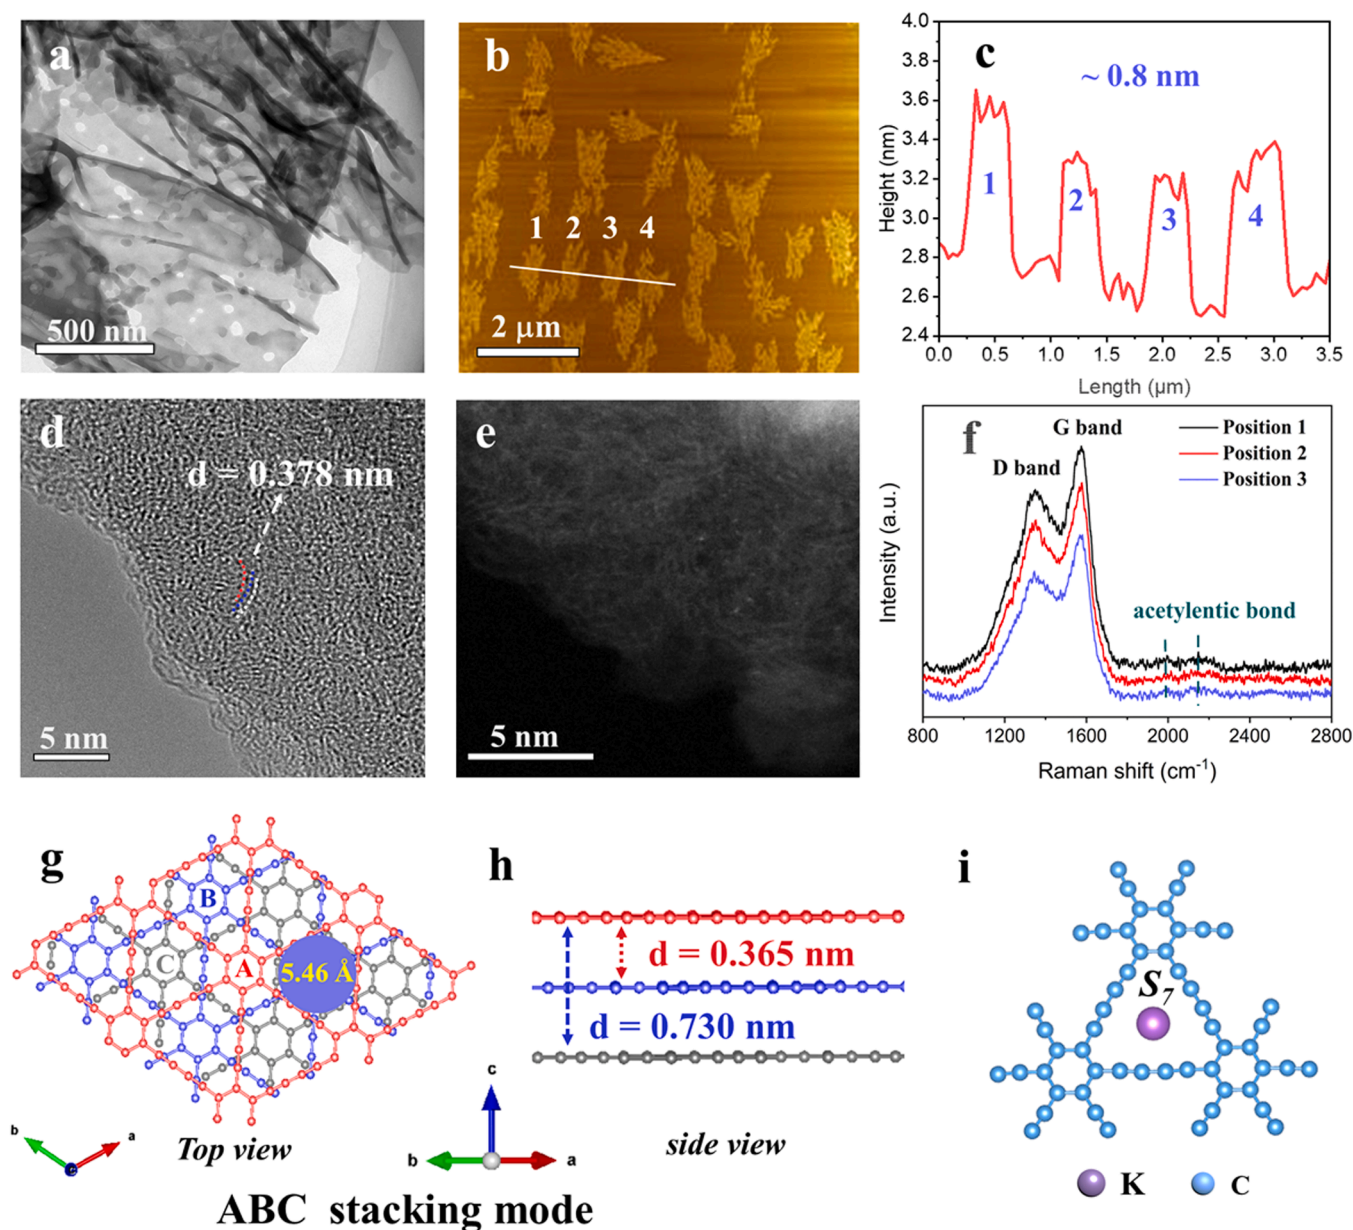 a
500 nm
b
1 2 3 4
2 μm
c
~ 0.8 nm
1
2
3
4
Height (nm)
4.0
3.8
3.6
3.4
3.2
3.0
2.8
2.6
2.4
0.0 0.5 1.0 1.5 2.0 2.5 3.0 3.5
Length (μm)
d
d = 0.378 nm
5 nm
e
5 nm
f
G band
D band
Position 1
Position 2
Position 3
acetylentic bond
Intensity (a.u.)
800 1200 1600 2000 2400 2800
Raman shift (cm⁻¹)
g
B
C
A
5.46 Å
b
a
c
Top view
h
d = 0.365 nm
d = 0.730 nm
c
b
a
side view
ABC stacking mode
i
S₇
K
C